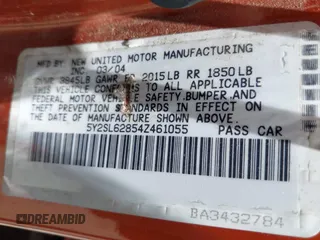 MFD. BY NEW UNITED MOTOR MANUFACTURING
INC. 03/04
GVWR 3845LB GAWR FR 2015LB RR 1850LB
THIS VEHICLE CONFORMS TO ALL APPLICABLE
FEDERAL MOTOR VEHICLE SAFETY,BUMPER,AND
THEFT PREVENTION STANDARDS IN EFFECT ON
THE DATE OF MANUFACTURE SHOWN ABOVE.
5Y2SL62854Z461055 PASS CAR
BA3432784
DREAMBID